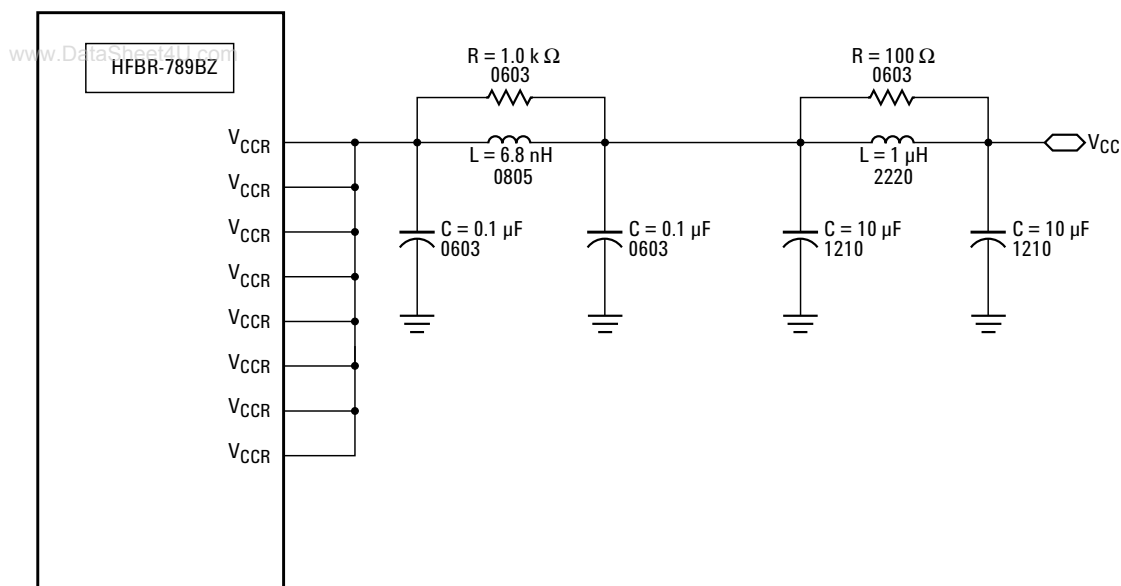 www.DataSheet4U.com
HFBR-789BZ
R = 1.0 k Ω
0603
R = 100 Ω
0603
VCCR
L = 6.8 nH
0805
L = 1 µH
2220
VCC
VCCR
VCCR
C = 0.1 µF
0603
C = 0.1 µF
0603
C = 10 µF
1210
C = 10 µF
1210
VCCR
VCCR
VCCR
VCCR
VCCR